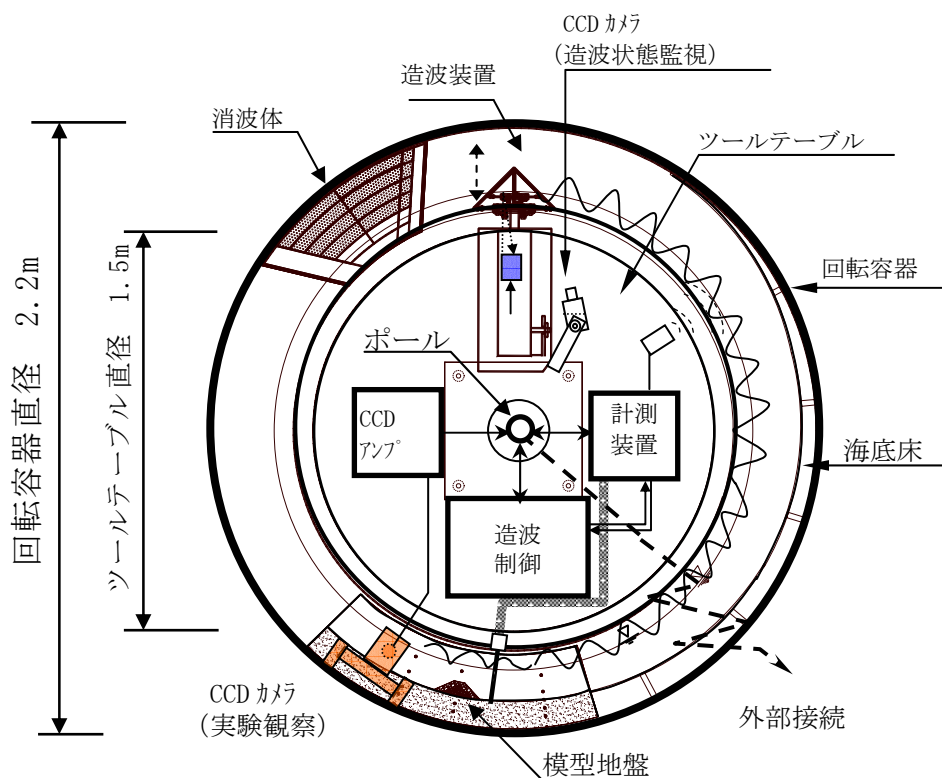 CCD カメラ
(造波状態監視)
造波装置
消波体
ツールテーブル
回転容器
ポール
CCD
アンプ
計測
装置
海底床
造波
制御
回転容器直径 2.2m
ツールテーブル直径 1.5m
CCD カメラ
(実験観察)
外部接続
模型地盤